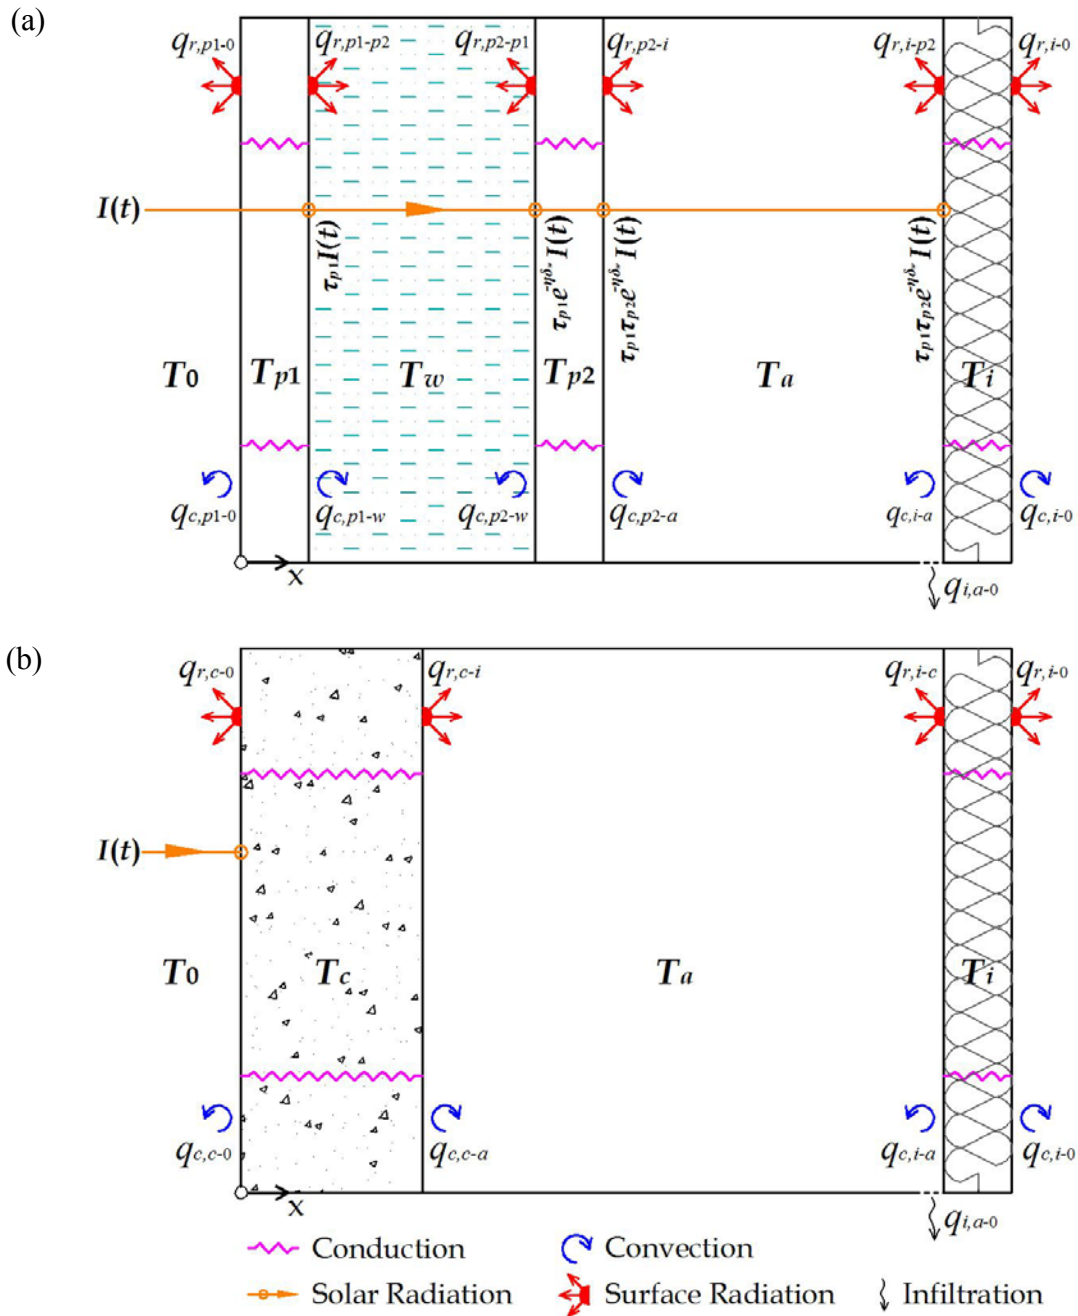 (a)
qr,p1-0 qr,p1-p2 qr,p2-p1 qr,p2-i qr,i-p2 qr,i-0
I(t)
τp1I(t)
τp1e^-ηδw I(t)
τp1τp2e^-ηδw I(t)
τp1τp2e^-ηδw I(t)
T0 Tp1 Tw Tp2 Ta Ti
qc,p1-0 qc,p1-w qc,p2-w qc,p2-a qc,i-a qc,i-0
x
qi,a-0
(b)
qr,c-0 qr,c-i qr,i-c qr,i-0
I(t)
T0 Tc Ta Ti
qc,c-0 qc,c-a qc,i-a qc,i-0
x
qi,a-0
Conduction Convection
Solar Radiation Surface Radiation Infiltration